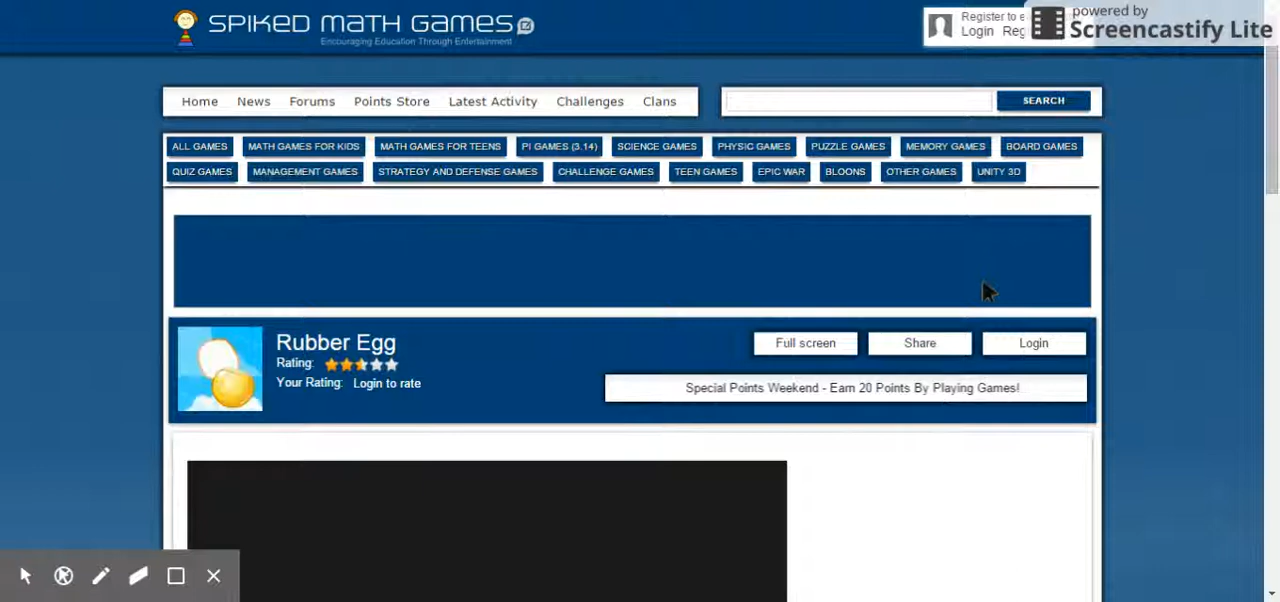 SPIKED MATH GAMES
Encouraging Education Through Entertainment
Register to e
Login Reg
powered by
Screencastify Lite
Home News Forums Points Store Latest Activity Challenges Clans
SEARCH
ALL GAMES MATH GAMES FOR KIDS MATH GAMES FOR TEENS PI GAMES (3.14) SCIENCE GAMES PHYSIC GAMES PUZZLE GAMES MEMORY GAMES BOARD GAMES
QUIZ GAMES MANAGEMENT GAMES STRATEGY AND DEFENSE GAMES CHALLENGE GAMES TEEN GAMES EPIC WAR BLOONS OTHER GAMES UNITY 3D
Rubber Egg
Rating:
Your Rating: Login to rate
Full screen Share Login
Special Points Weekend - Earn 20 Points By Playing Games!